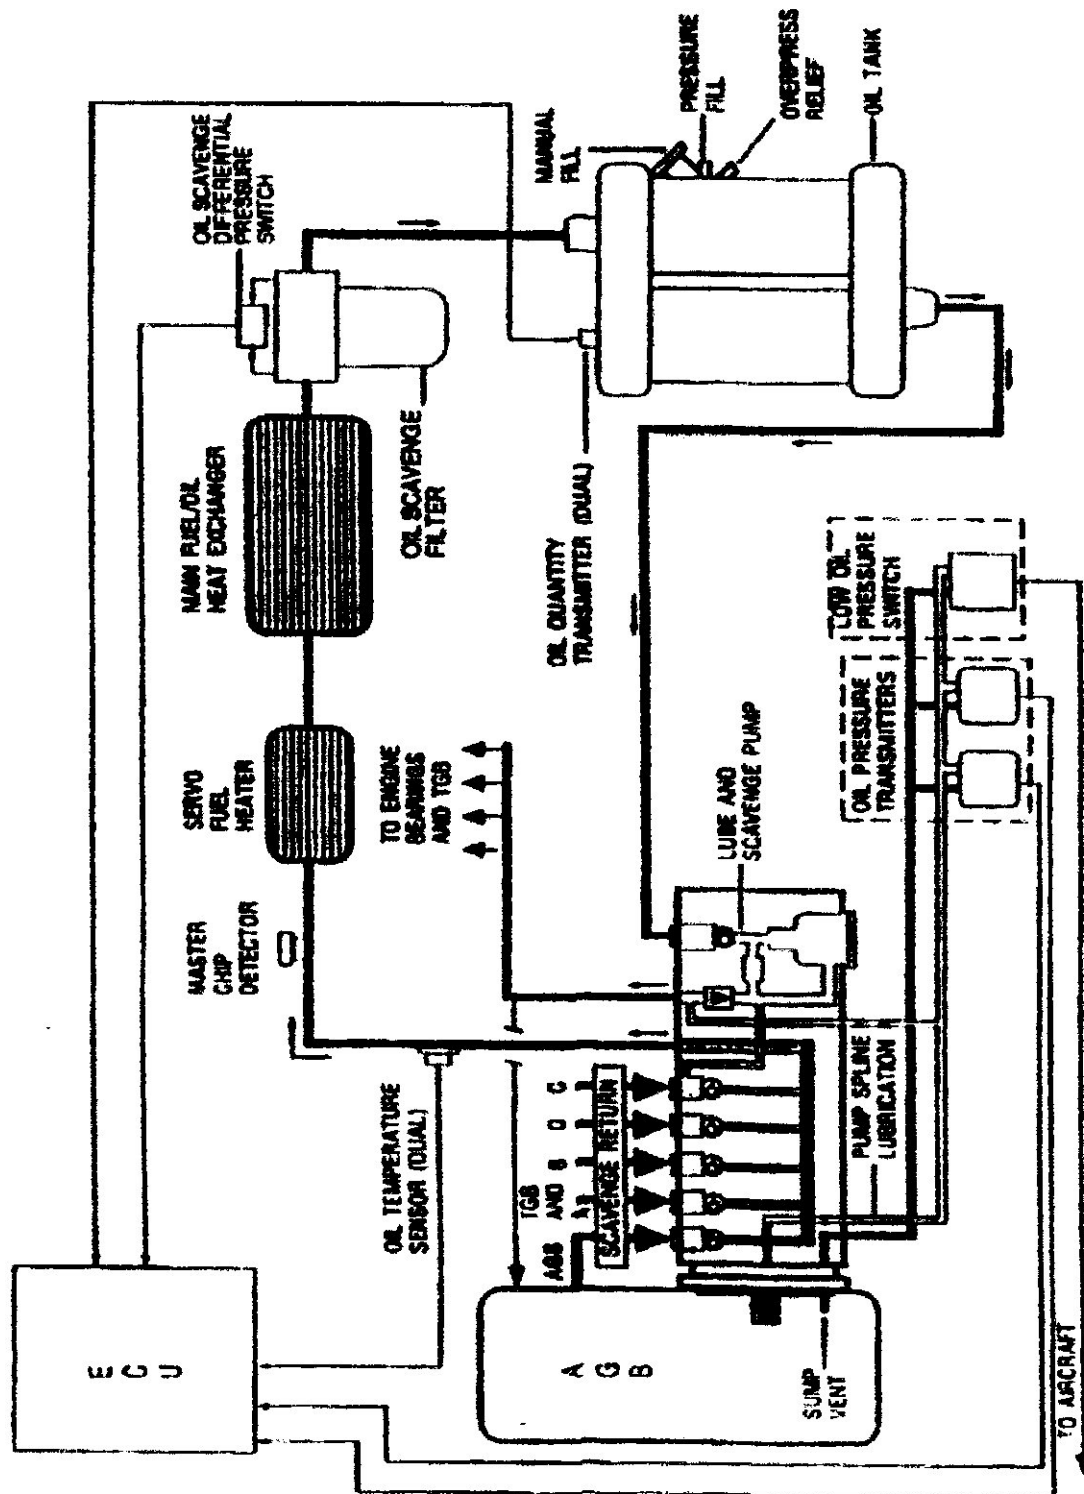 OIL SCAVENGE
DIFFERENTIAL
PRESSURE
SWITCH
MAIN FUEL/OIL
HEAT EXCHANGER
SERVO
FUEL
HEATER
MASTER
CHIP
DETECTOR
OIL SCAVENGE
FILTER
MANUAL
FILL
PRESSURE
FILL
OVERPRESS
RELIEF
OIL TANK
OIL QUANTITY
TRANSMITTER (DUAL)
TO ENGINE
BEARINGS
AND TGB
LUBE AND
SCAVENGE PUMP
LOW OIL
PRESSURE
SWITCH
OIL PRESSURE
TRANSMITTERS
OIL TEMPERATURE
SENSOR (DUAL)
TGB
AGB A AND B D C
SCAVENGE RETURN
PUMP SPLINE
LUBRICATION
ECU
AGB
SUMP
VENT
TO AIRCRAFT